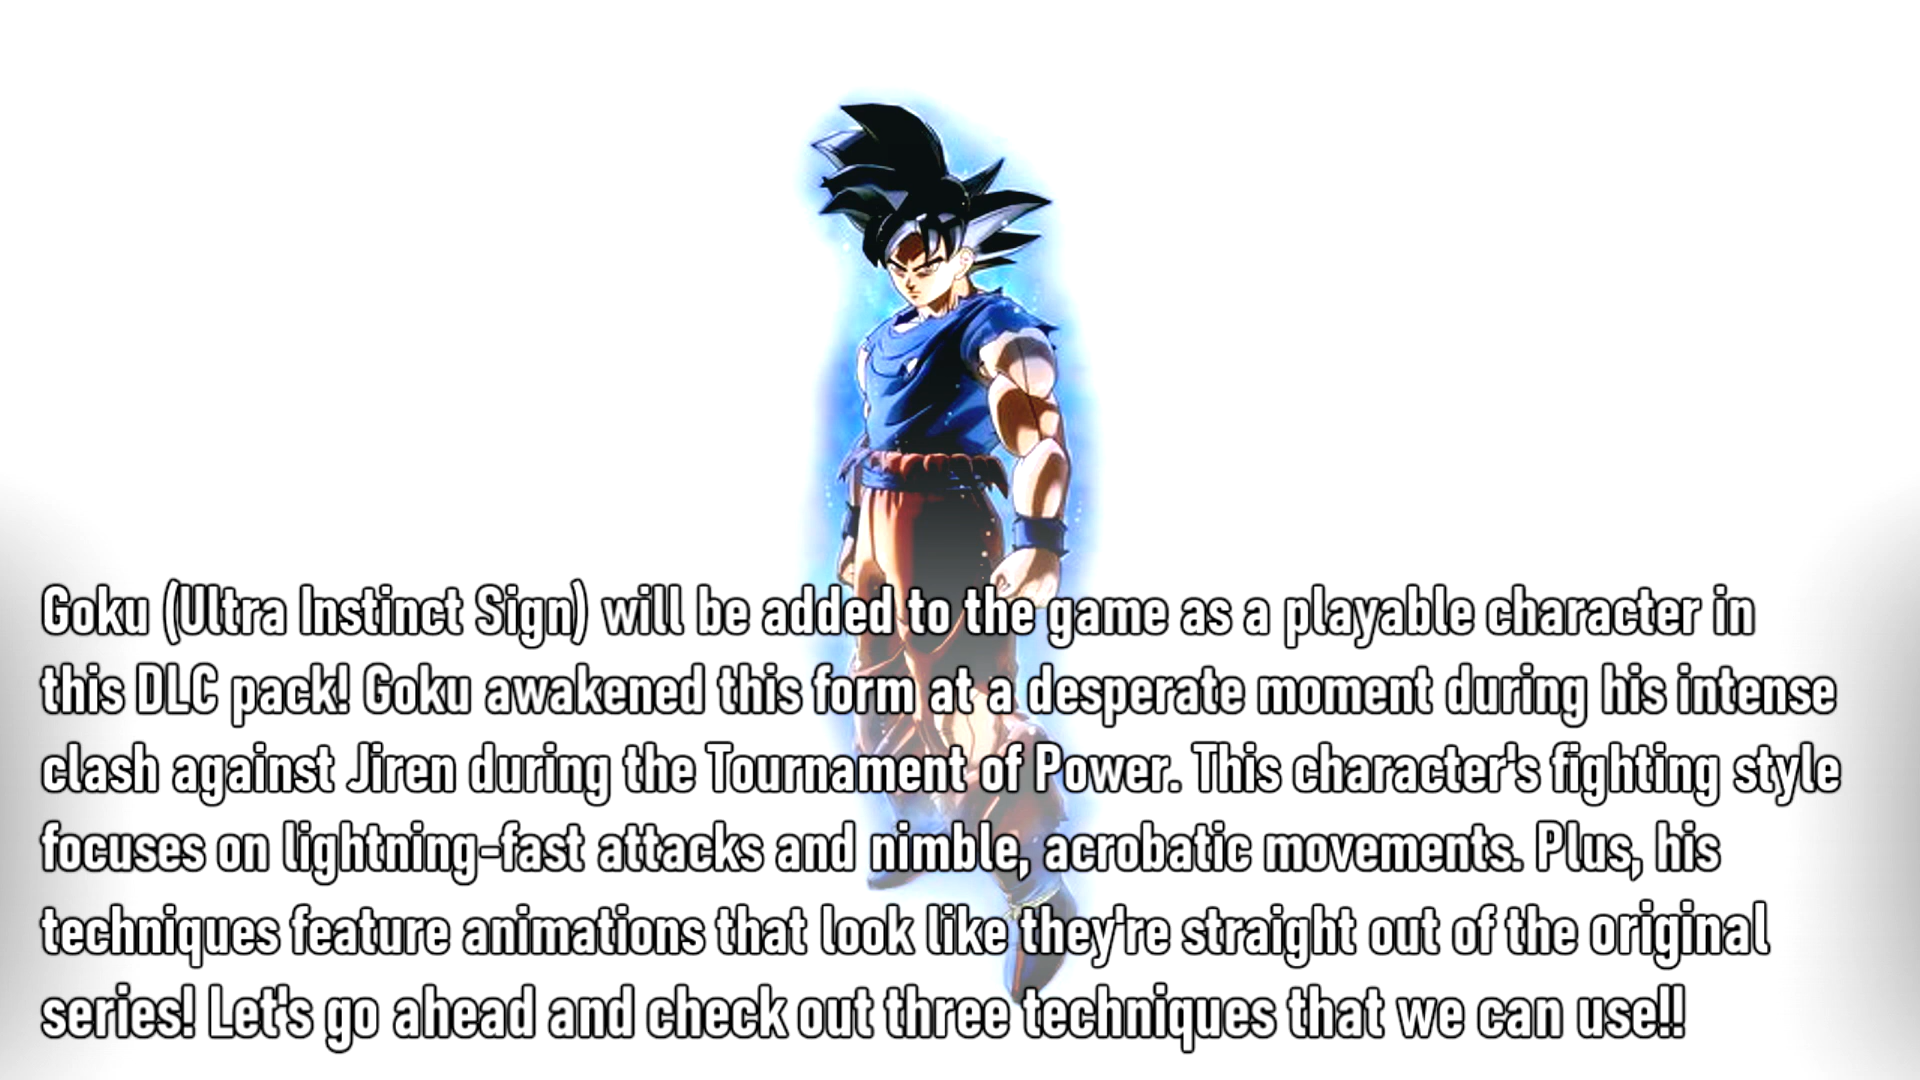 Goku (Ultra Instinct Sign) will be added to the game as a playable character in
this DLC pack! Goku awakened this form at a desperate moment during his intense
clash against Jiren during the Tournament of Power. This character's fighting style
focuses on lightning-fast attacks and nimble, acrobatic movements. Plus, his
techniques feature animations that look like they're straight out of the original
series! Let's go ahead and check out three techniques that we can use!!